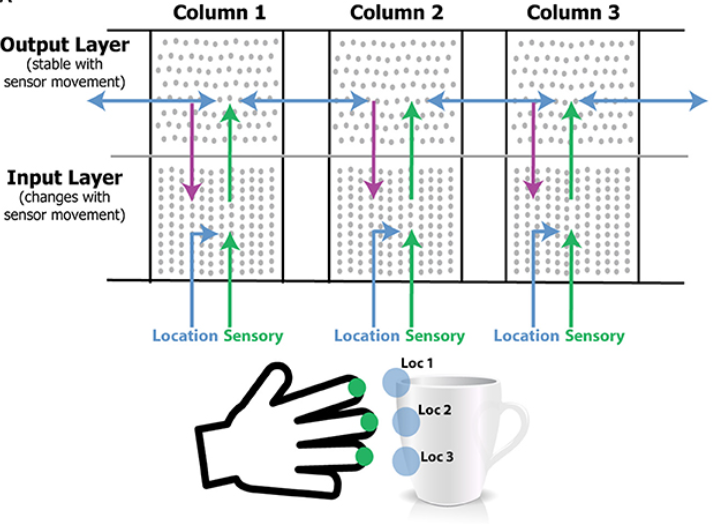 Column 1 Column 2 Column 3
Output Layer
(stable with
sensor movement)
Input Layer
(changes with
sensor movement)
Location Sensory Location Sensory Location Sensory
Loc 1
Loc 2
Loc 3